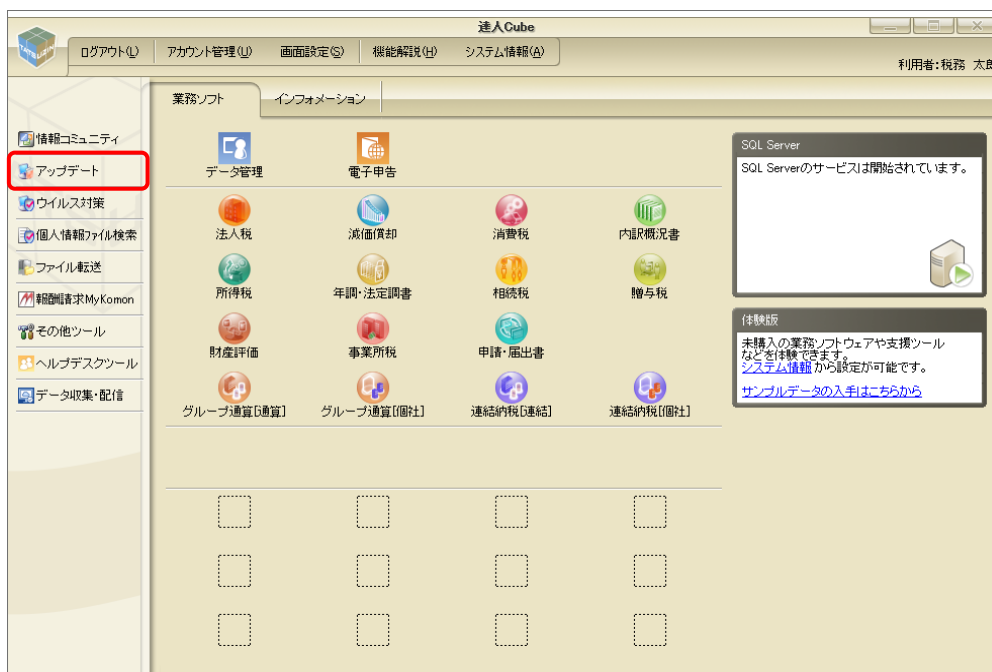 達人Cube
ログアウト(L) アカウント管理(U) 画面設定(S) 機能解説(H) システム情報(A)
利用者:税務 太郎
業務ソフト インフォメーション
情報コミュニティ
アップデート
ウイルス対策
個人情報ファイル検索
ファイル転送
報酬請求MyKomon
その他ツール
ヘルプデスクツール
データ収集・配信
データ管理 電子申告
法人税 減価償却 消費税 内訳概況書
所得税 年調・法定調書 相続税 贈与税
財産評価 事業所税 申請・届出書
グループ通算[通算] グループ通算[個社] 連結納税[連結] 連結納税[個社]
SQL Server
SQL Serverのサービスは開始されています。
体験版
未購入の業務ソフトウェアや支援ツール
などを体験できます。
システム情報から設定が可能です。
サンプルデータの入手はこちらから